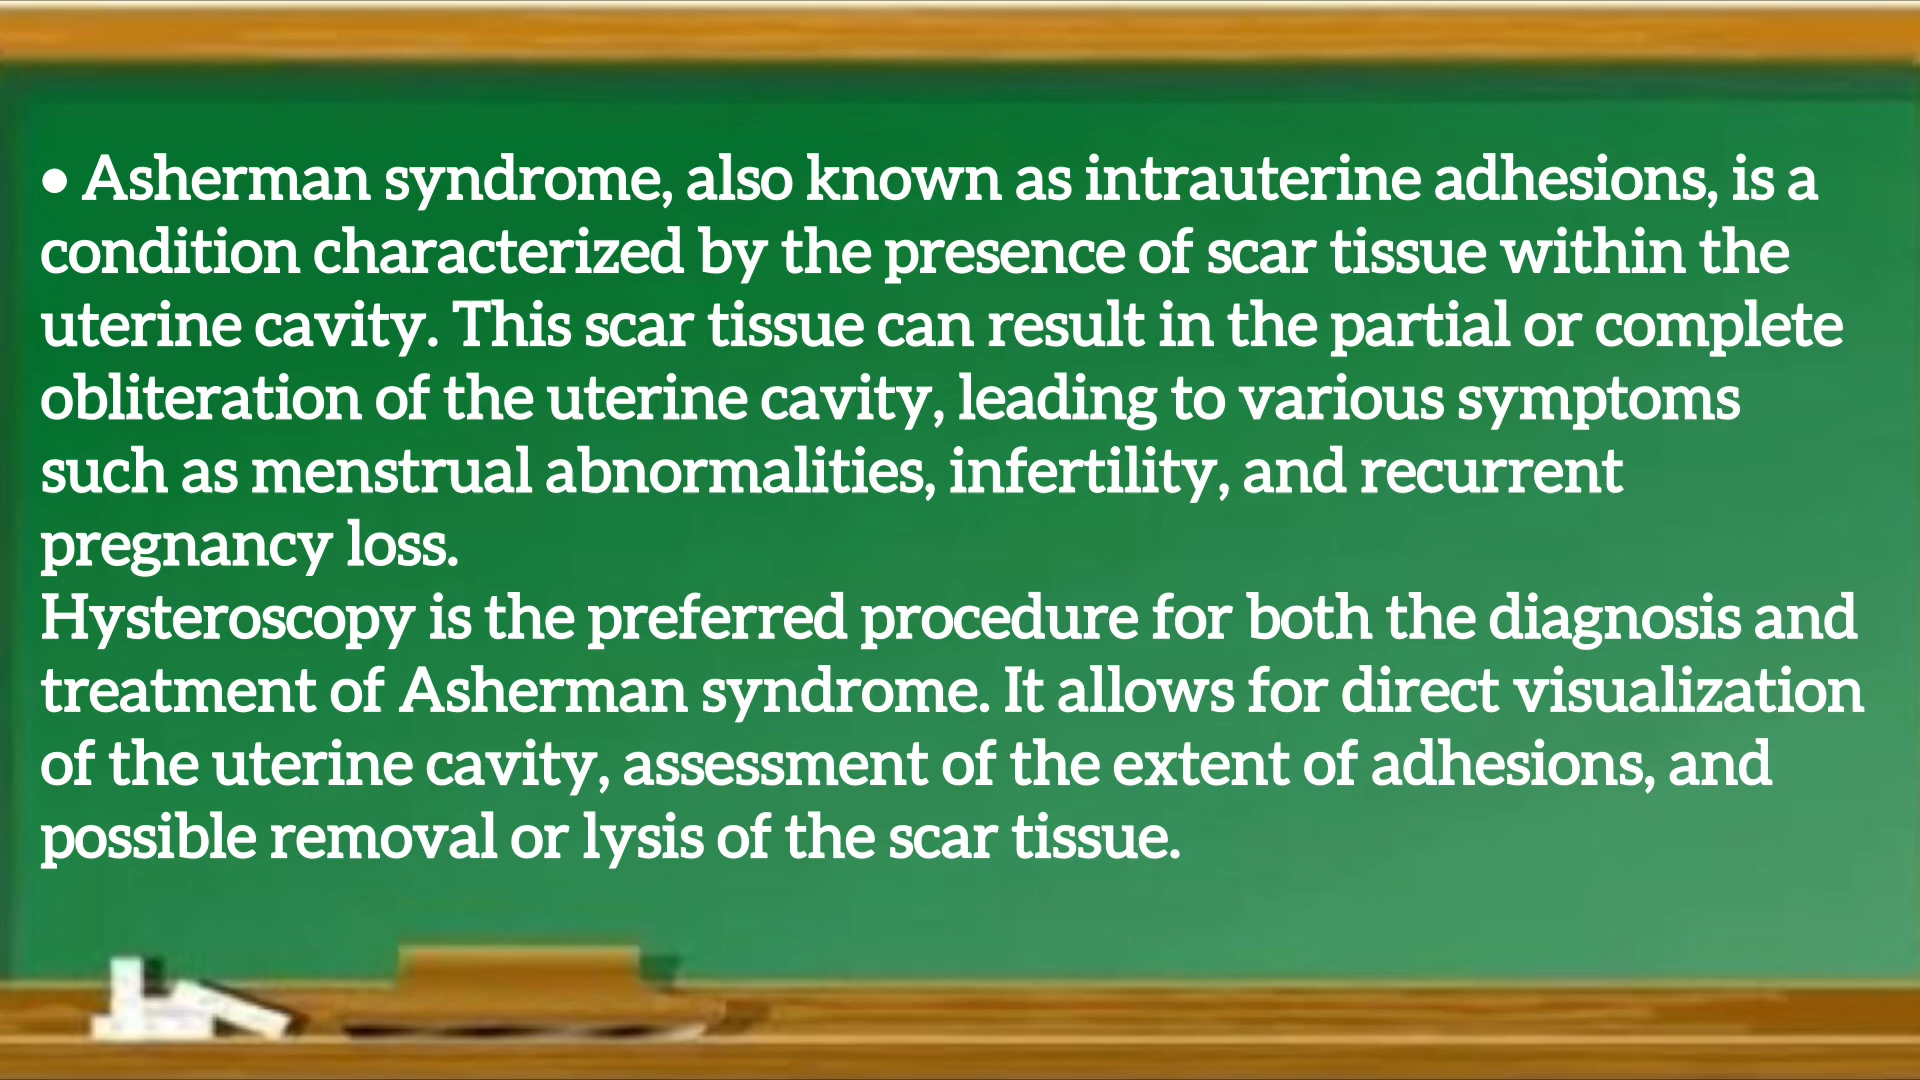 • Asherman syndrome, also known as intrauterine adhesions, is a
condition characterized by the presence of scar tissue within the
uterine cavity. This scar tissue can result in the partial or complete
obliteration of the uterine cavity, leading to various symptoms
such as menstrual abnormalities, infertility, and recurrent
pregnancy loss.
Hysteroscopy is the preferred procedure for both the diagnosis and
treatment of Asherman syndrome. It allows for direct visualization
of the uterine cavity, assessment of the extent of adhesions, and
possible removal or lysis of the scar tissue.